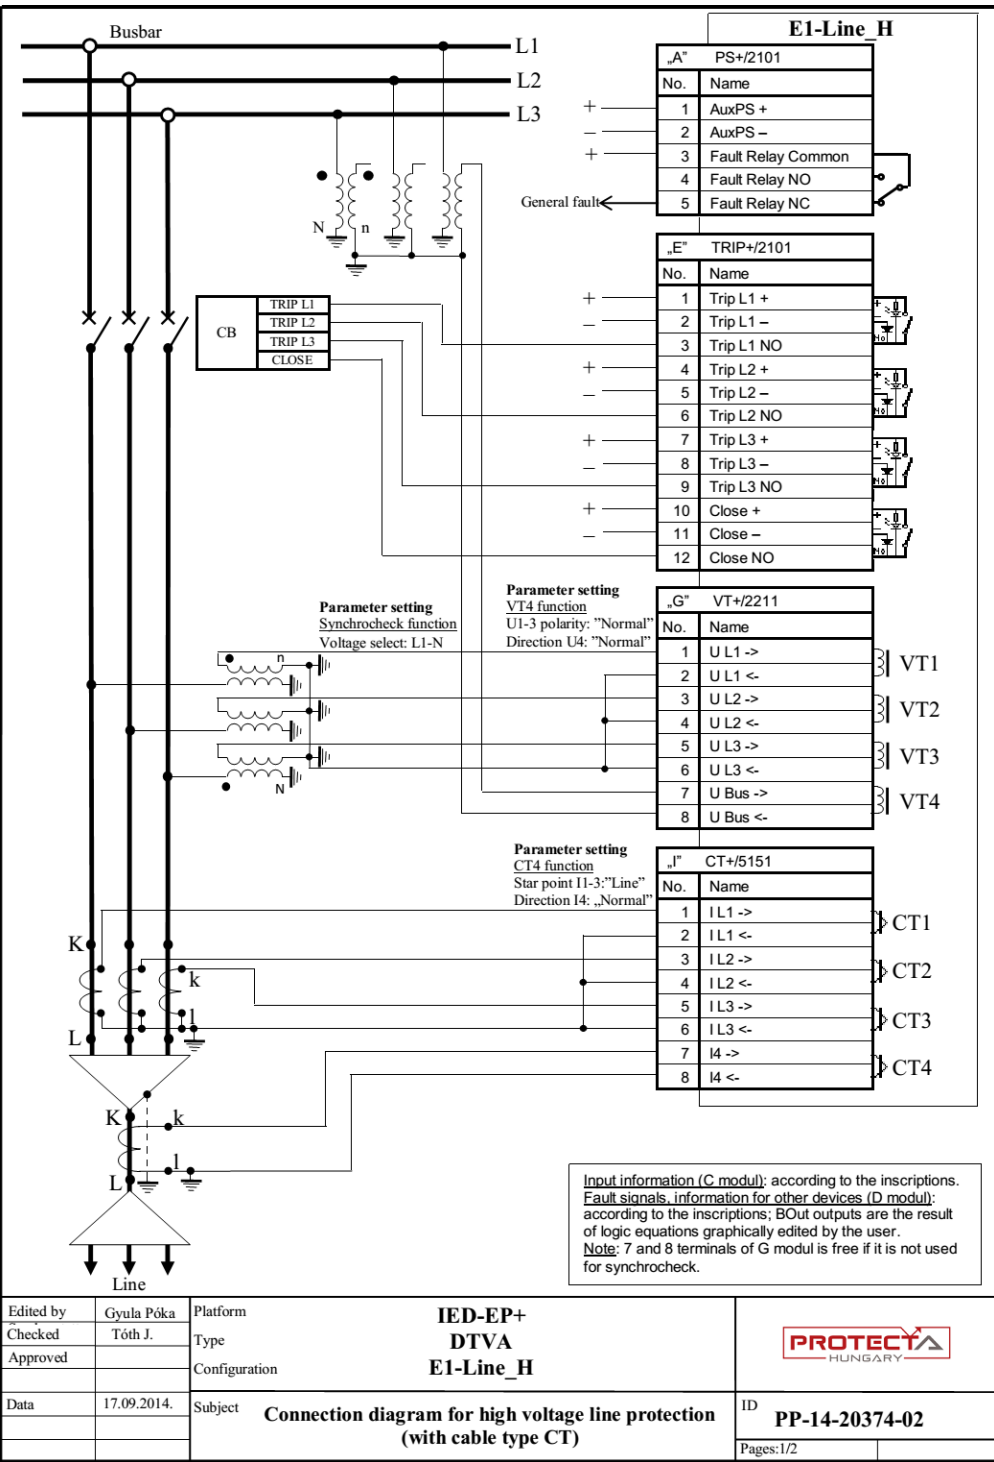 Busbar
L1
L2
L3
E1-Line_H
„A” PS+/2101
No. Name
1 AuxPS +
2 AuxPS –
3 Fault Relay Common
4 Fault Relay NO
5 Fault Relay NC
+
–
+
General fault
N n
„E” TRIP+/2101
No. Name
1 Trip L1 +
2 Trip L1 –
3 Trip L1 NO
4 Trip L2 +
5 Trip L2 –
6 Trip L2 NO
7 Trip L3 +
8 Trip L3 –
9 Trip L3 NO
10 Close +
11 Close –
12 Close NO
+
–
+
–
+
–
+
–
CB
TRIP L1
TRIP L2
TRIP L3
CLOSE
Parameter setting
Synchrocheck function
Voltage select: L1-N
Parameter setting
VT4 function
U1-3 polarity: ”Normal”
Direction U4: ”Normal”
„G” VT+/2211
No. Name
1 U L1 ->
2 U L1 <-
3 U L2 ->
4 U L2 <-
5 U L3 ->
6 U L3 <-
7 U Bus ->
8 U Bus <-
VT1
VT2
VT3
VT4
n
N
Parameter setting
CT4 function
Star point I1-3:”Line”
Direction I4: „Normal”
„I” CT+/5151
No. Name
1 I L1 ->
2 I L1 <-
3 I L2 ->
4 I L2 <-
5 I L3 ->
6 I L3 <-
7 I4 ->
8 I4 <-
CT1
CT2
CT3
CT4
K
k
l
L
K
k
l
L
Line
Input information (C modul): according to the inscriptions.
Fault signals, information for other devices (D modul):
according to the inscriptions; BOut outputs are the result
of logic equations graphically edited by the user.
Note: 7 and 8 terminals of G modul is free if it is not used
for synchrocheck.
Edited by Gyula Póka
Checked Tóth J.
Approved
Data 17.09.2014.
Platform IED-EP+
Type DTVA
Configuration E1-Line_H
Subject Connection diagram for high voltage line protection
(with cable type CT)
PROTECTA
HUNGARY
ID PP-14-20374-02
Pages:1/2